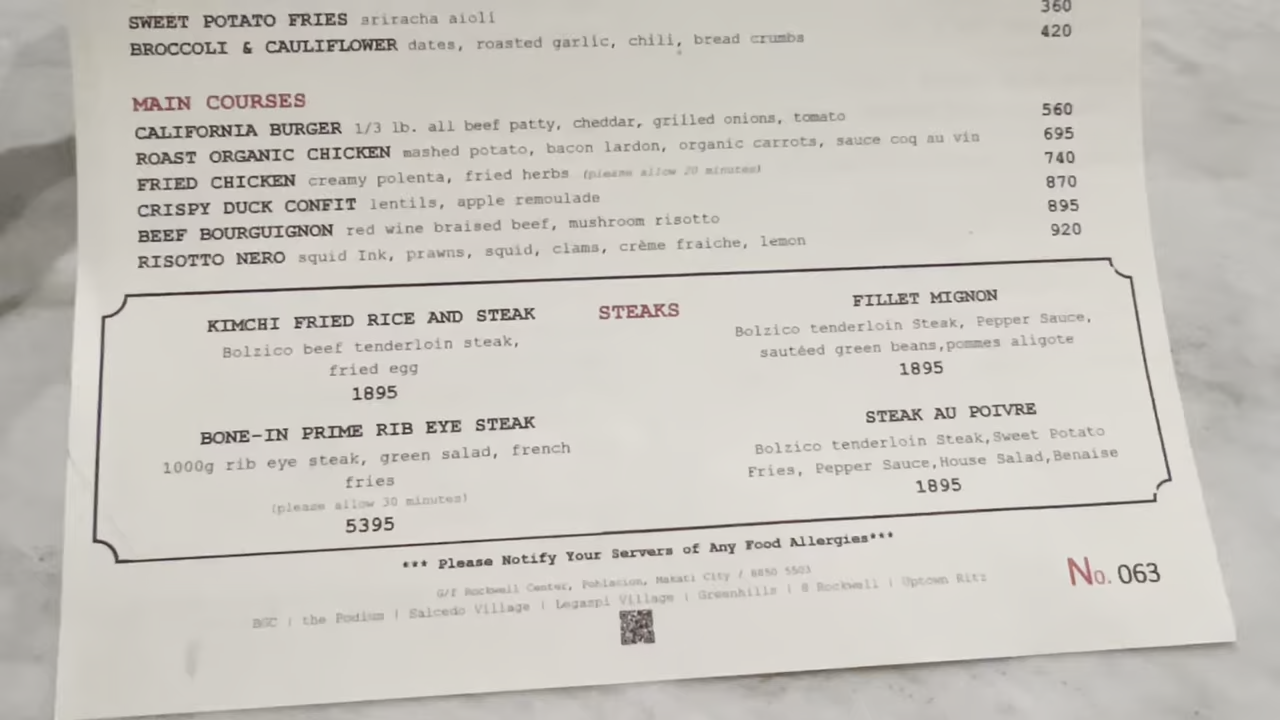 SWEET POTATO FRIES sriracha aioli 360
BROCCOLI & CAULIFLOWER dates, roasted garlic, chili, bread crumbs 420
MAIN COURSES
CALIFORNIA BURGER 1/3 lb. all beef patty, cheddar, grilled onions, tomato 560
ROAST ORGANIC CHICKEN mashed potato, bacon lardon, organic carrots, sauce coq au vin 695
FRIED CHICKEN creamy polenta, fried herbs (please allow 20 minutes) 740
CRISPY DUCK CONFIT lentils, apple remoulade 870
BEEF BOURGUIGNON red wine braised beef, mushroom risotto 895
RISOTTO NERO squid Ink, prawns, squid, clams, crème fraiche, lemon 920
STEAKS
KIMCHI FRIED RICE AND STEAK
Bolzico beef tenderloin steak,
fried egg
1895
BONE-IN PRIME RIB EYE STEAK
1000g rib eye steak, green salad, french
fries
(please allow 30 minutes)
5395
FILLET MIGNON
Bolzico tenderloin Steak, Pepper Sauce,
sautéed green beans,pommes aligote
1895
STEAK AU POIVRE
Bolzico tenderloin Steak,Sweet Potato
Fries, Pepper Sauce,House Salad,Benaise
1895
*** Please Notify Your Servers of Any Food Allergies***
G/F Rockwell Center, Poblacion, Makati City / 8850 5503
BGC | the Podium | Salcedo Village | Legaspi Village | Greenhills | 8 Rockwell | Uptown Ritz
No. 063